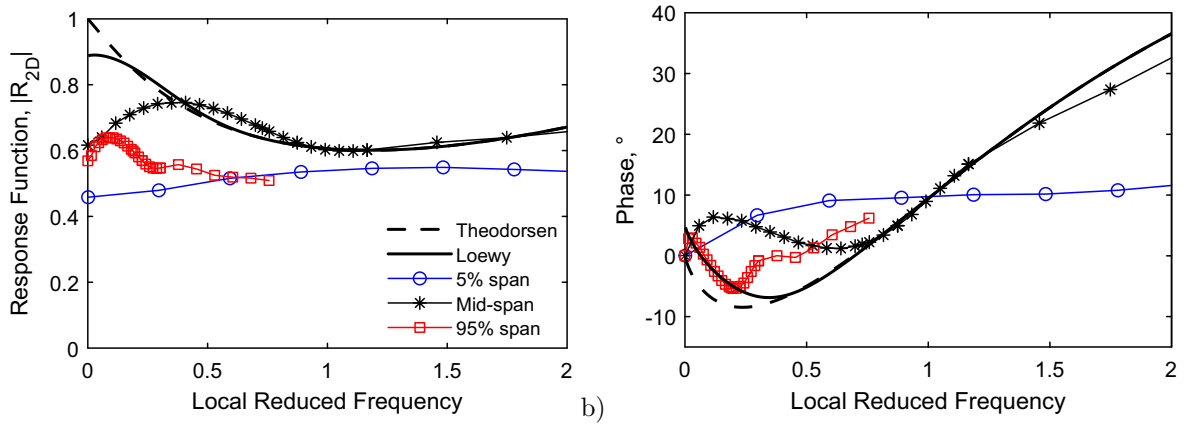 1
0.8
0.6
0.4
0.2
0
0 0.5 1 1.5 2
Response Function, |R_2D|
Local Reduced Frequency
Theodorsen
Loewy
5% span
Mid-span
95% span
b)
40
30
20
10
0
-10
0 0.5 1 1.5 2
Phase, °
Local Reduced Frequency